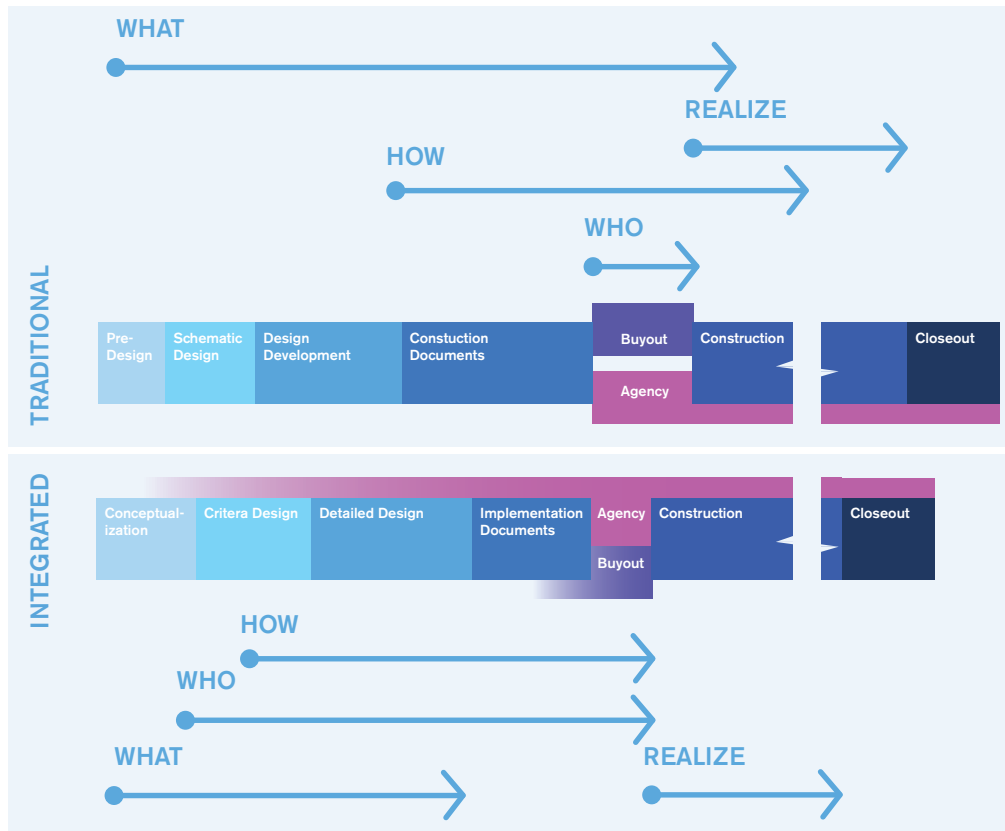 WHAT
REALIZE
HOW
WHO
TRADITIONAL
Pre-
Design
Schematic
Design
Design
Development
Constuction
Documents
Buyout
Agency
Construction
Closeout
INTEGRATED
Conceptual-
ization
Critera Design
Detailed Design
Implementation
Documents
Agency
Buyout
Construction
Closeout
HOW
WHO
WHAT
REALIZE